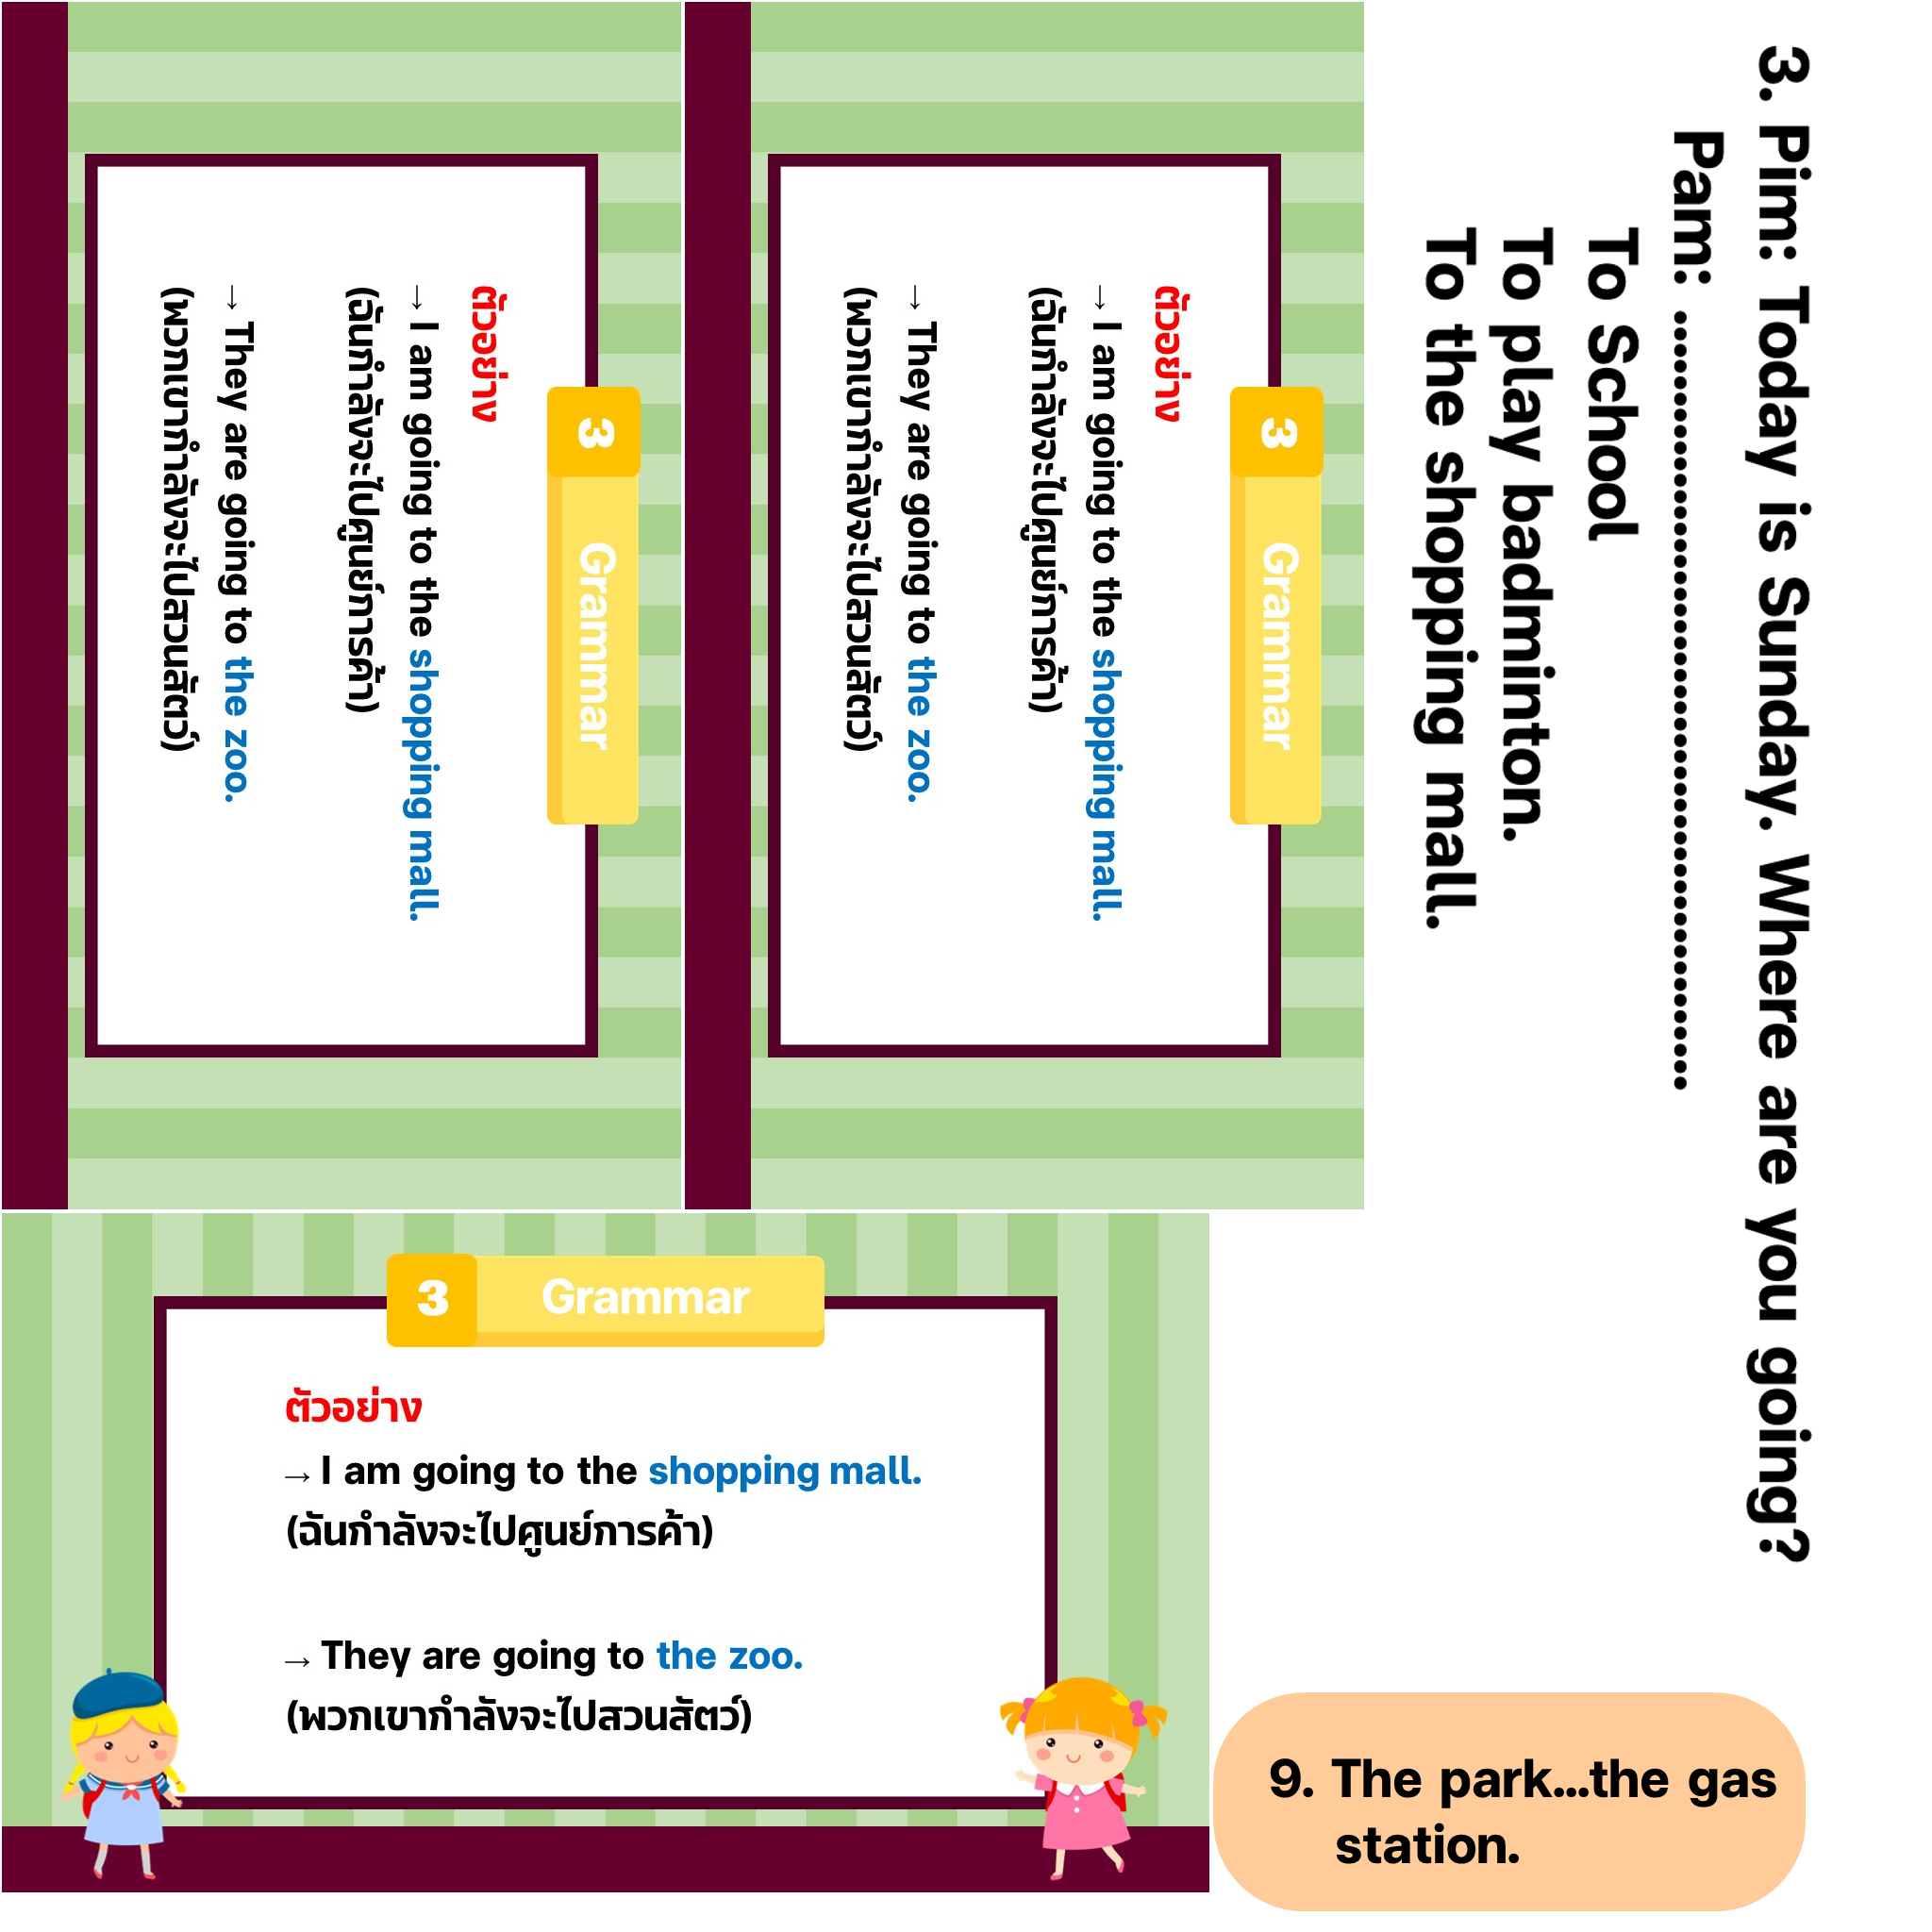 3 Grammar
ตัวอย่าง
→ I am going to the shopping mall.
(ฉันกำลังจะไปศูนย์การค้า)
→ They are going to the zoo.
(พวกเขากำลังจะไปสวนสัตว์)
3 Grammar
ตัวอย่าง
→ I am going to the shopping mall.
(ฉันกำลังจะไปศูนย์การค้า)
→ They are going to the zoo.
(พวกเขากำลังจะไปสวนสัตว์)
3. Pim: Today is Sunday. Where are you going?
Pam: ................................................
To School
To play badminton.
To the shopping mall.
3 Grammar
ตัวอย่าง
→ I am going to the shopping mall.
(ฉันกำลังจะไปศูนย์การค้า)
→ They are going to the zoo.
(พวกเขากำลังจะไปสวนสัตว์)
9. The park...the gas
station.